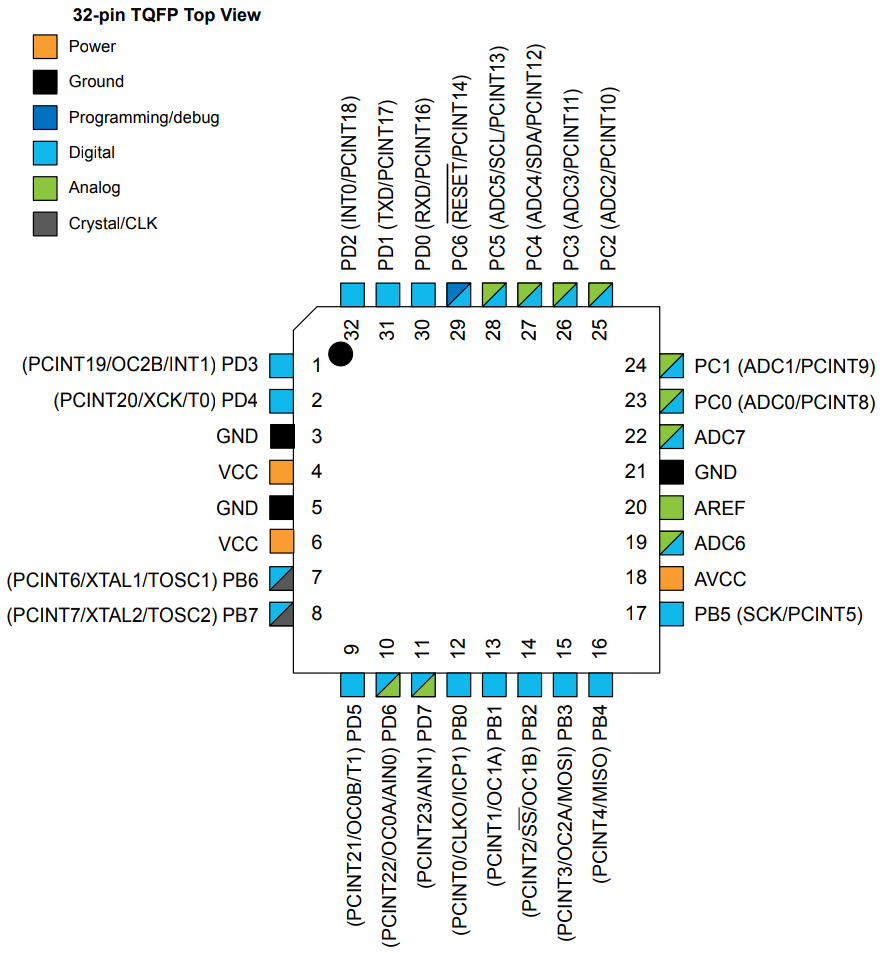 32-pin TQFP Top View
Power
Ground
Programming/debug
Digital
Analog
Crystal/CLK
PD2 (INT0/PCINT18)
PD1 (TXD/PCINT17)
PD0 (RXD/PCINT16)
PC6 (RESET/PCINT14)
PC5 (ADC5/SCL/PCINT13)
PC4 (ADC4/SDA/PCINT12)
PC3 (ADC3/PCINT11)
PC2 (ADC2/PCINT10)
32
31
30
29
28
27
26
25
(PCINT19/OC2B/INT1) PD3
1
(PCINT20/XCK/T0) PD4
2
GND
3
VCC
4
GND
5
VCC
6
(PCINT6/XTAL1/TOSC1) PB6
7
(PCINT7/XTAL2/TOSC2) PB7
8
24
PC1 (ADC1/PCINT9)
23
PC0 (ADC0/PCINT8)
22
ADC7
21
GND
20
AREF
19
ADC6
18
AVCC
17
PB5 (SCK/PCINT5)
9
10
11
12
13
14
15
16
(PCINT21/OC0B/T1) PD5
(PCINT22/OC0A/AIN0) PD6
(PCINT23/AIN1) PD7
(PCINT0/CLKO/ICP1) PB0
(PCINT1/OC1A) PB1
(PCINT2/SS/OC1B) PB2
(PCINT3/OC2A/MOSI) PB3
(PCINT4/MISO) PB4